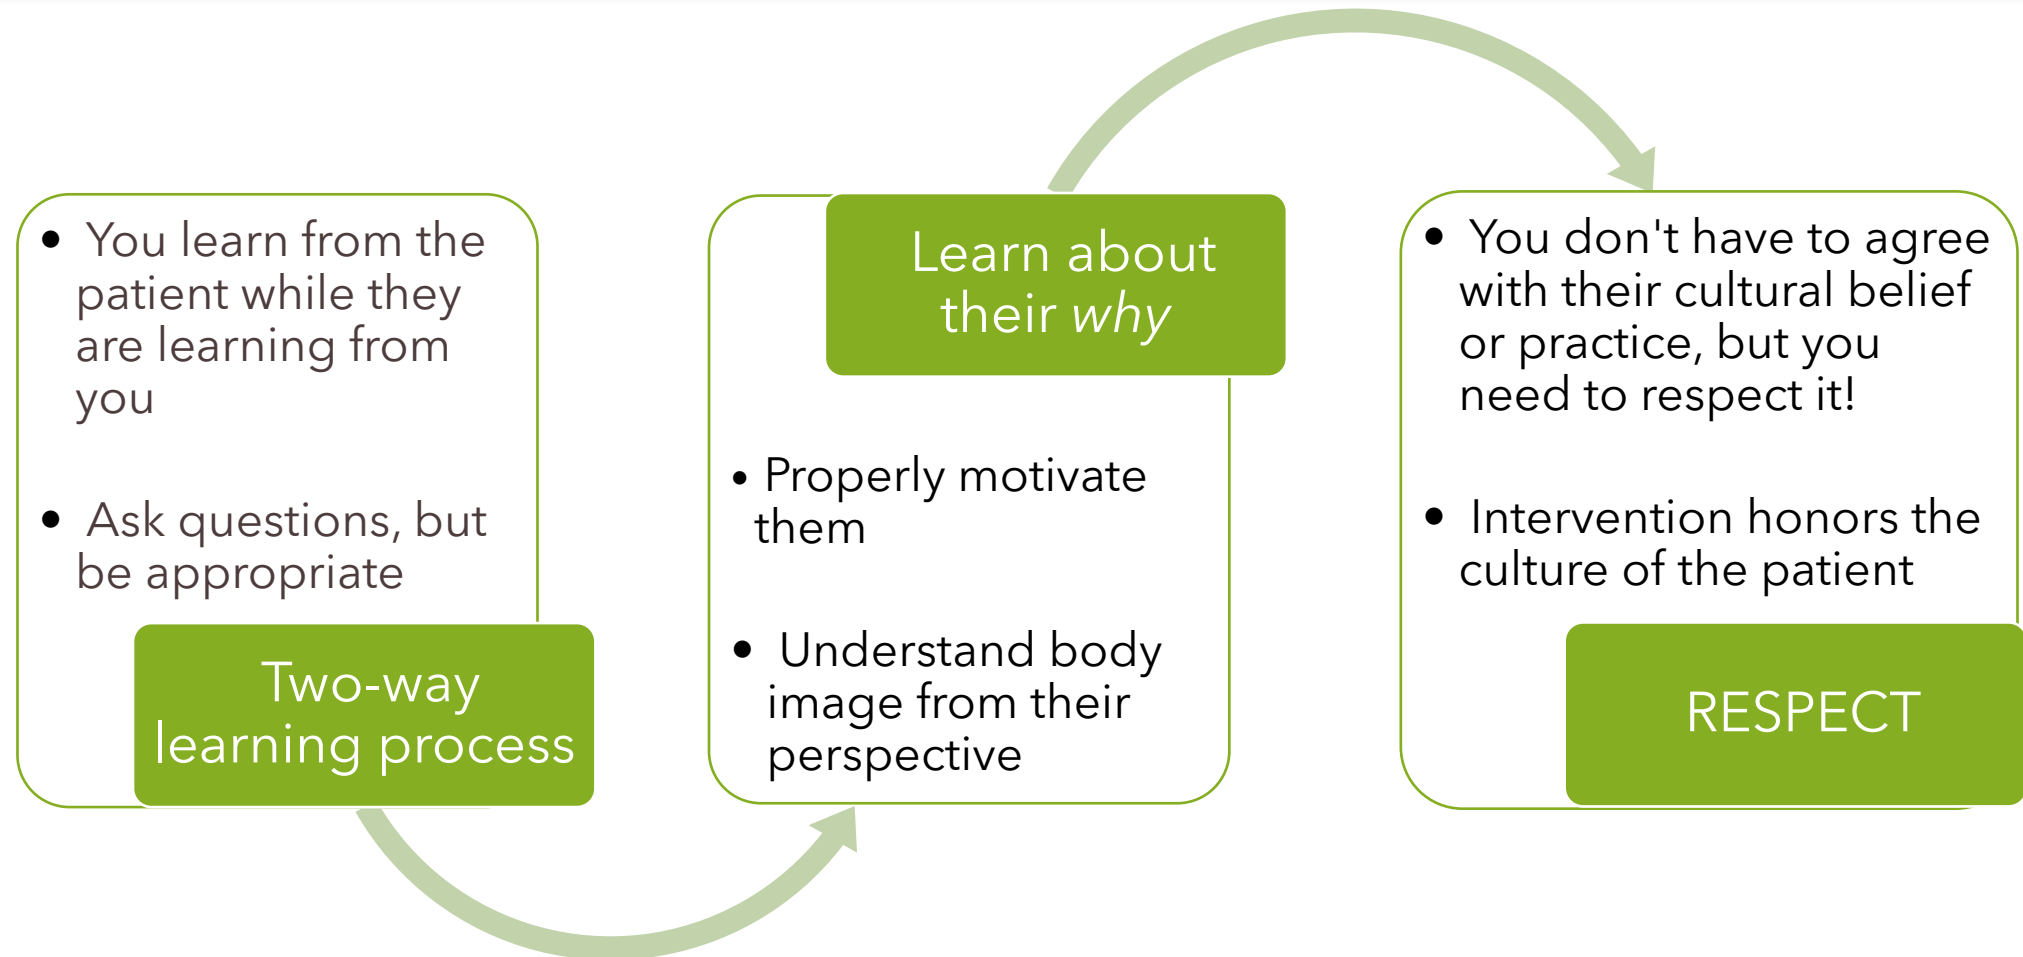 • You learn from the
patient while they
are learning from
you
• Ask questions, but
be appropriate
Two-way
learning process
Learn about
their why
• Properly motivate
them
• Understand body
image from their
perspective
• You don't have to agree
with their cultural belief
or practice, but you
need to respect it!
• Intervention honors the
culture of the patient
RESPECT